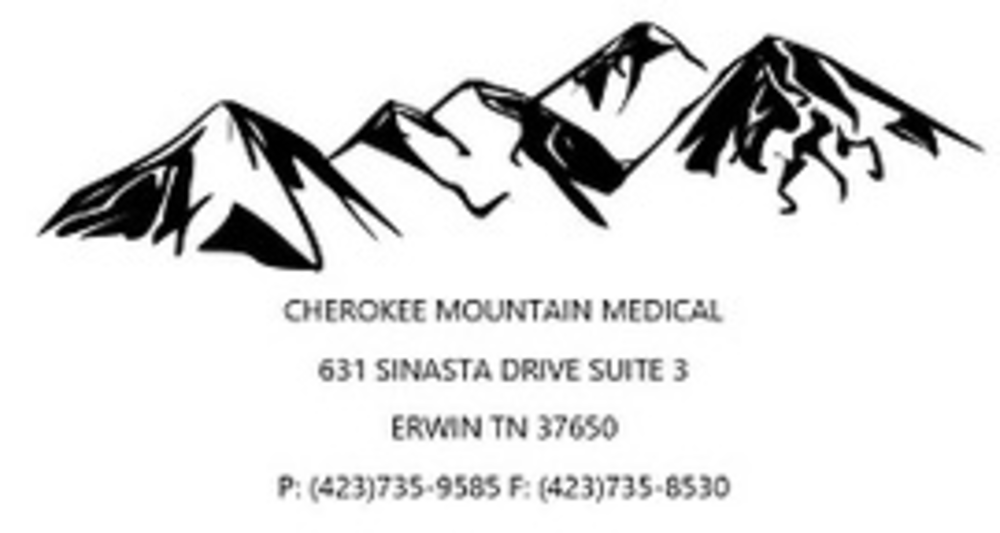 CHEROKEE MOUNTAIN MEDICAL
631 SINASTA DRIVE SUITE 3
ERWIN TN 37650
P: (423)735-9585 F: (423)735-8530